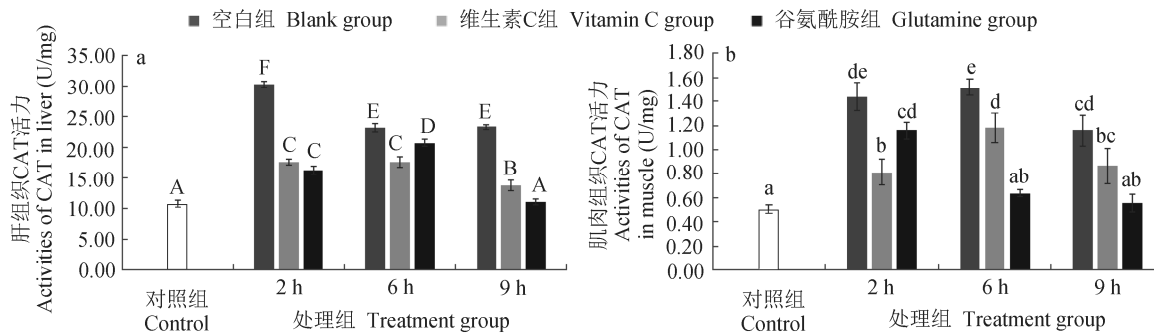 空白组 Blank group
维生素C组 Vitamin C group
谷氨酰胺组 Glutamine group
a
肝组织CAT活力
Activities of CAT in liver (U/mg)
35.00
30.00
25.00
20.00
15.00
10.00
5.00
0.00
A
F
C
C
E
C
D
E
B
A
对照组
Control
2 h
6 h
9 h
处理组 Treatment group
b
肌肉组织CAT活力
Activities of CAT
in muscle (U/mg)
1.80
1.60
1.40
1.20
1.00
0.80
0.60
0.40
0.20
0.00
a
de
b
cd
e
d
ab
cd
bc
ab
对照组
Control
2 h
6 h
9 h
处理组 Treatment group